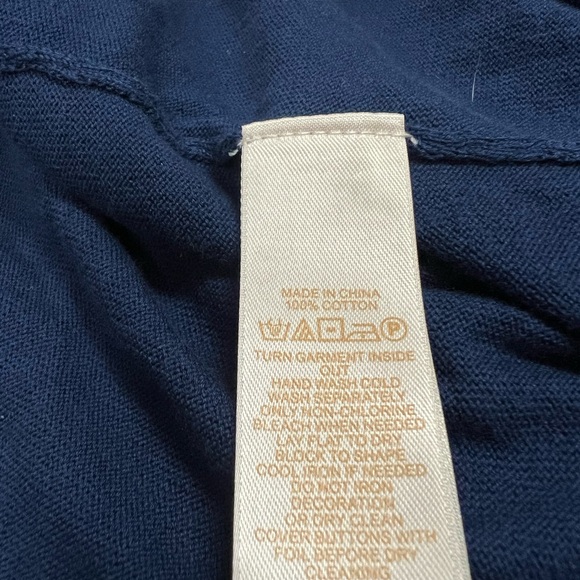 MADE IN CHINA
100% COTTON
P
TURN GARMENT INSIDE
OUT
HAND WASH COLD
WASH SEPARATELY
ONLY NON-CHLORINE
BLEACH WHEN NEEDED
LAY FLAT TO DRY
BLOCK TO SHAPE
COOL IRON IF NEEDED
DO NOT IRON
DECORATION
OR DRY CLEAN
COVER BUTTONS WITH
FOIL BEFORE DRY
CLEANING